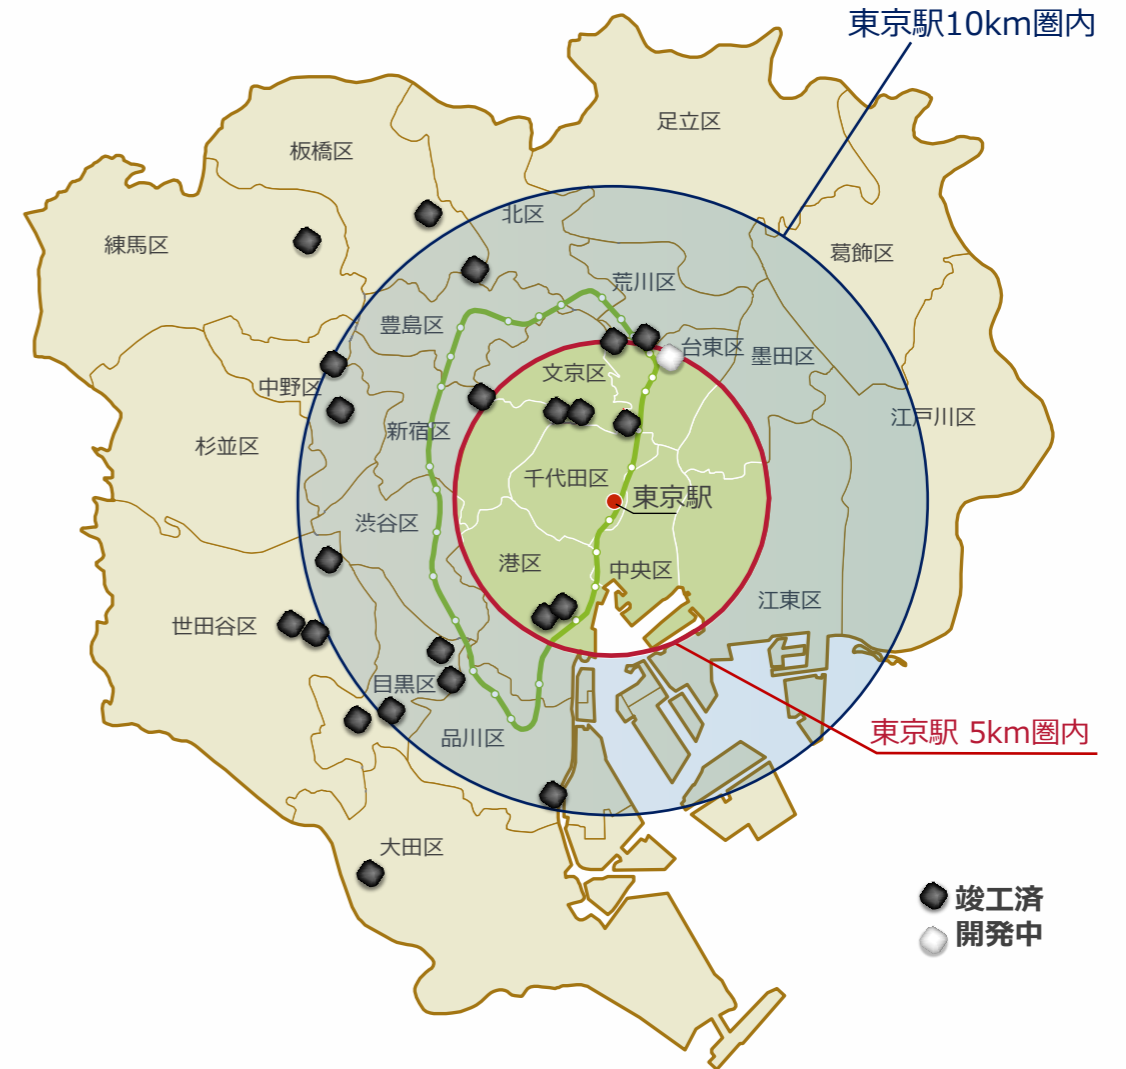 東京駅10km圏内
足立区
板橋区
北区
練馬区
葛飾区
荒川区
豊島区
台東区
墨田区
文京区
中野区
江戸川区
新宿区
杉並区
千代田区
東京駅
渋谷区
港区
中央区
江東区
世田谷区
目黒区
品川区
東京駅 5km圏内
大田区
竣工済
開発中